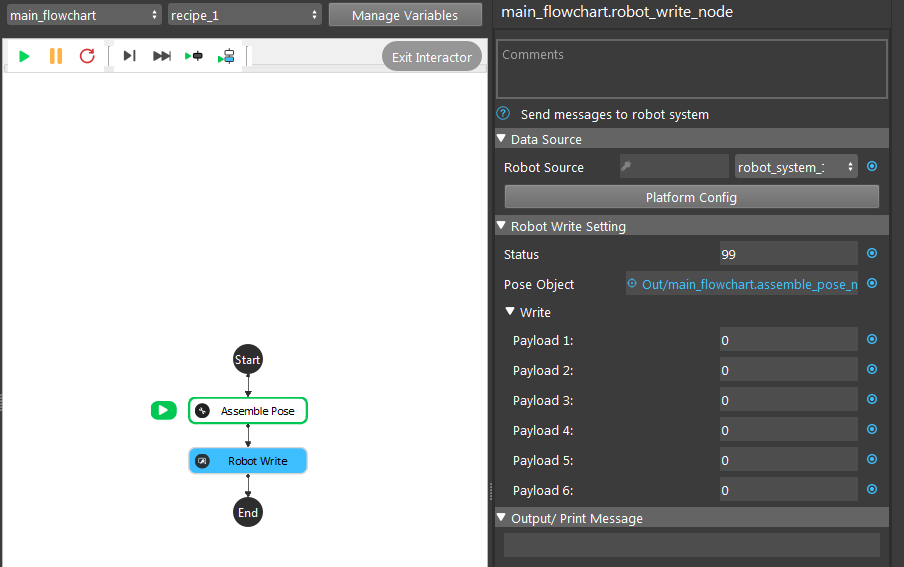 main_flowchart
recipe_1
Manage Variables
Exit Interactor
Start
Assemble Pose
Robot Write
End
main_flowchart.robot_write_node
Comments
Send messages to robot system
Data Source
Robot Source
robot_system_
Platform Config
Robot Write Setting
Status 99
Pose Object Out/main_flowchart.assemble_pose_n
Write
Payload 1: 0
Payload 2: 0
Payload 3: 0
Payload 4: 0
Payload 5: 0
Payload 6: 0
Output/ Print Message